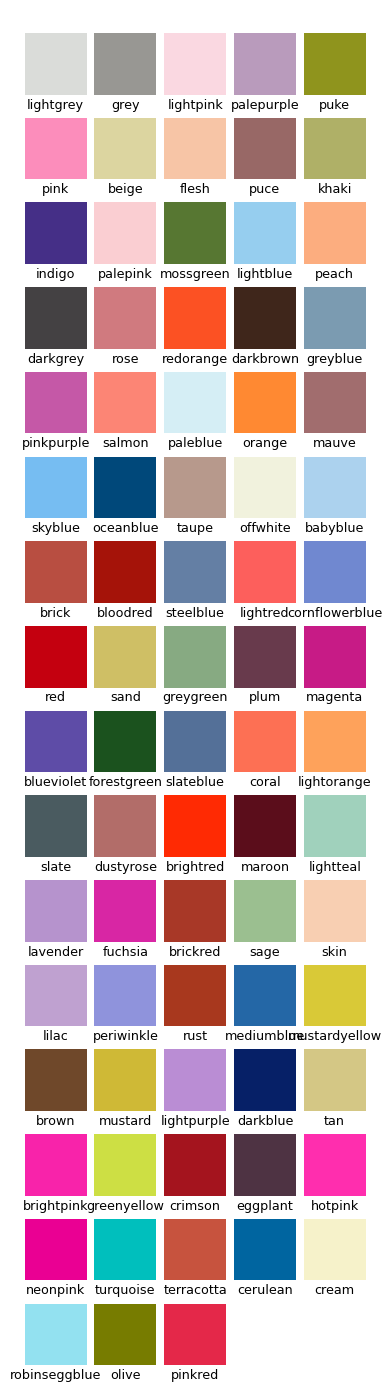 lightgrey grey lightpink palepurple puke
pink beige flesh puce khaki
indigo palepink mossgreen lightblue peach
darkgrey rose redorange darkbrown greyblue
pinkpurple salmon paleblue orange mauve
skyblue oceanblue taupe offwhite babyblue
brick bloodred steelblue lightred cornflowerblue
red sand greygreen plum magenta
blueviolet forestgreen slateblue coral lightorange
slate dustyrose brightred maroon lightteal
lavender fuchsia brickred sage skin
lilac periwinkle rust mediumblue mustardyellow
brown mustard lightpurple darkblue tan
brightpink greenyellow crimson eggplant hotpink
neonpink turquoise terracotta cerulean cream
robinseggblue olive pinkred